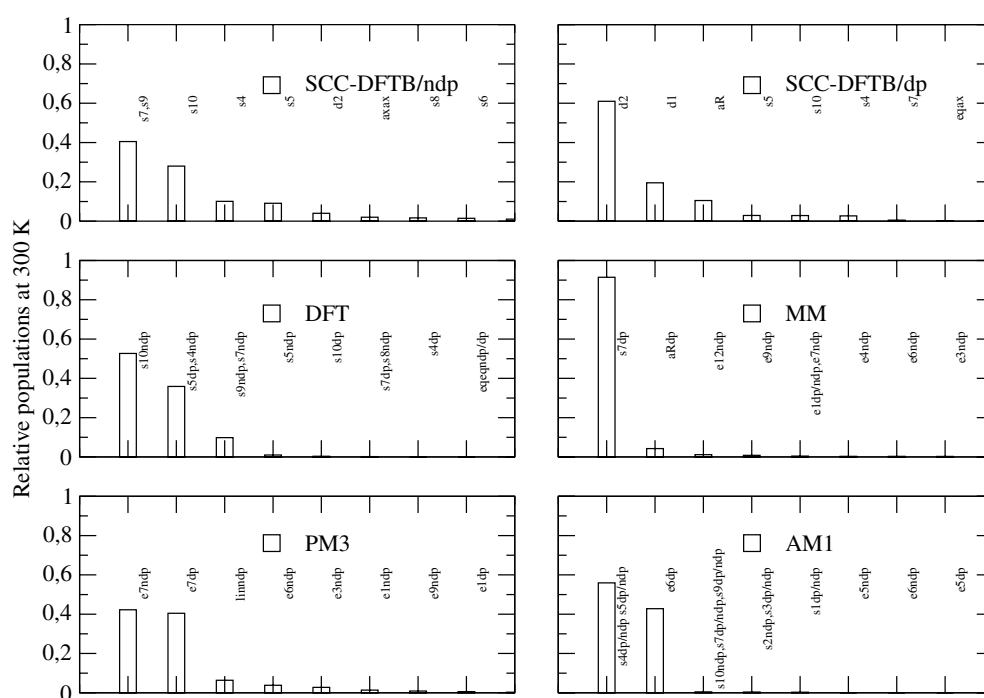 Relative populations at 300 K
1
0,8
0,6
0,4
0,2
0
SCC-DFTB/ndp
s7,s9
s10
s4
s5
d2
axax
s8
s6
SCC-DFTB/dp
d2
d1
aR
s5
s10
s4
s7
eqax
1
0,8
0,6
0,4
0,2
0
DFT
s10ndp
s5dp,s4ndp
s9ndp,s7ndp
s5ndp
s10dp
s7dp,s8ndp
s4dp
eqeqndp/dp
MM
s7dp
aRdp
e12ndp
e9ndp
e1dp/ndp,e7ndp
e4ndp
e6ndp
e3ndp
1
0,8
0,6
0,4
0,2
0
PM3
e7ndp
e7dp
linndp
e6ndp
e3ndp
e1ndp
e9ndp
e1dp
AM1
s4dp/ndp s5dp/ndp
e6dp
s10ndp,s7dp/ndp,s9dp/ndp
s2ndp,s3dp/ndp
s1dp/ndp
e5ndp
e6ndp
e5dp